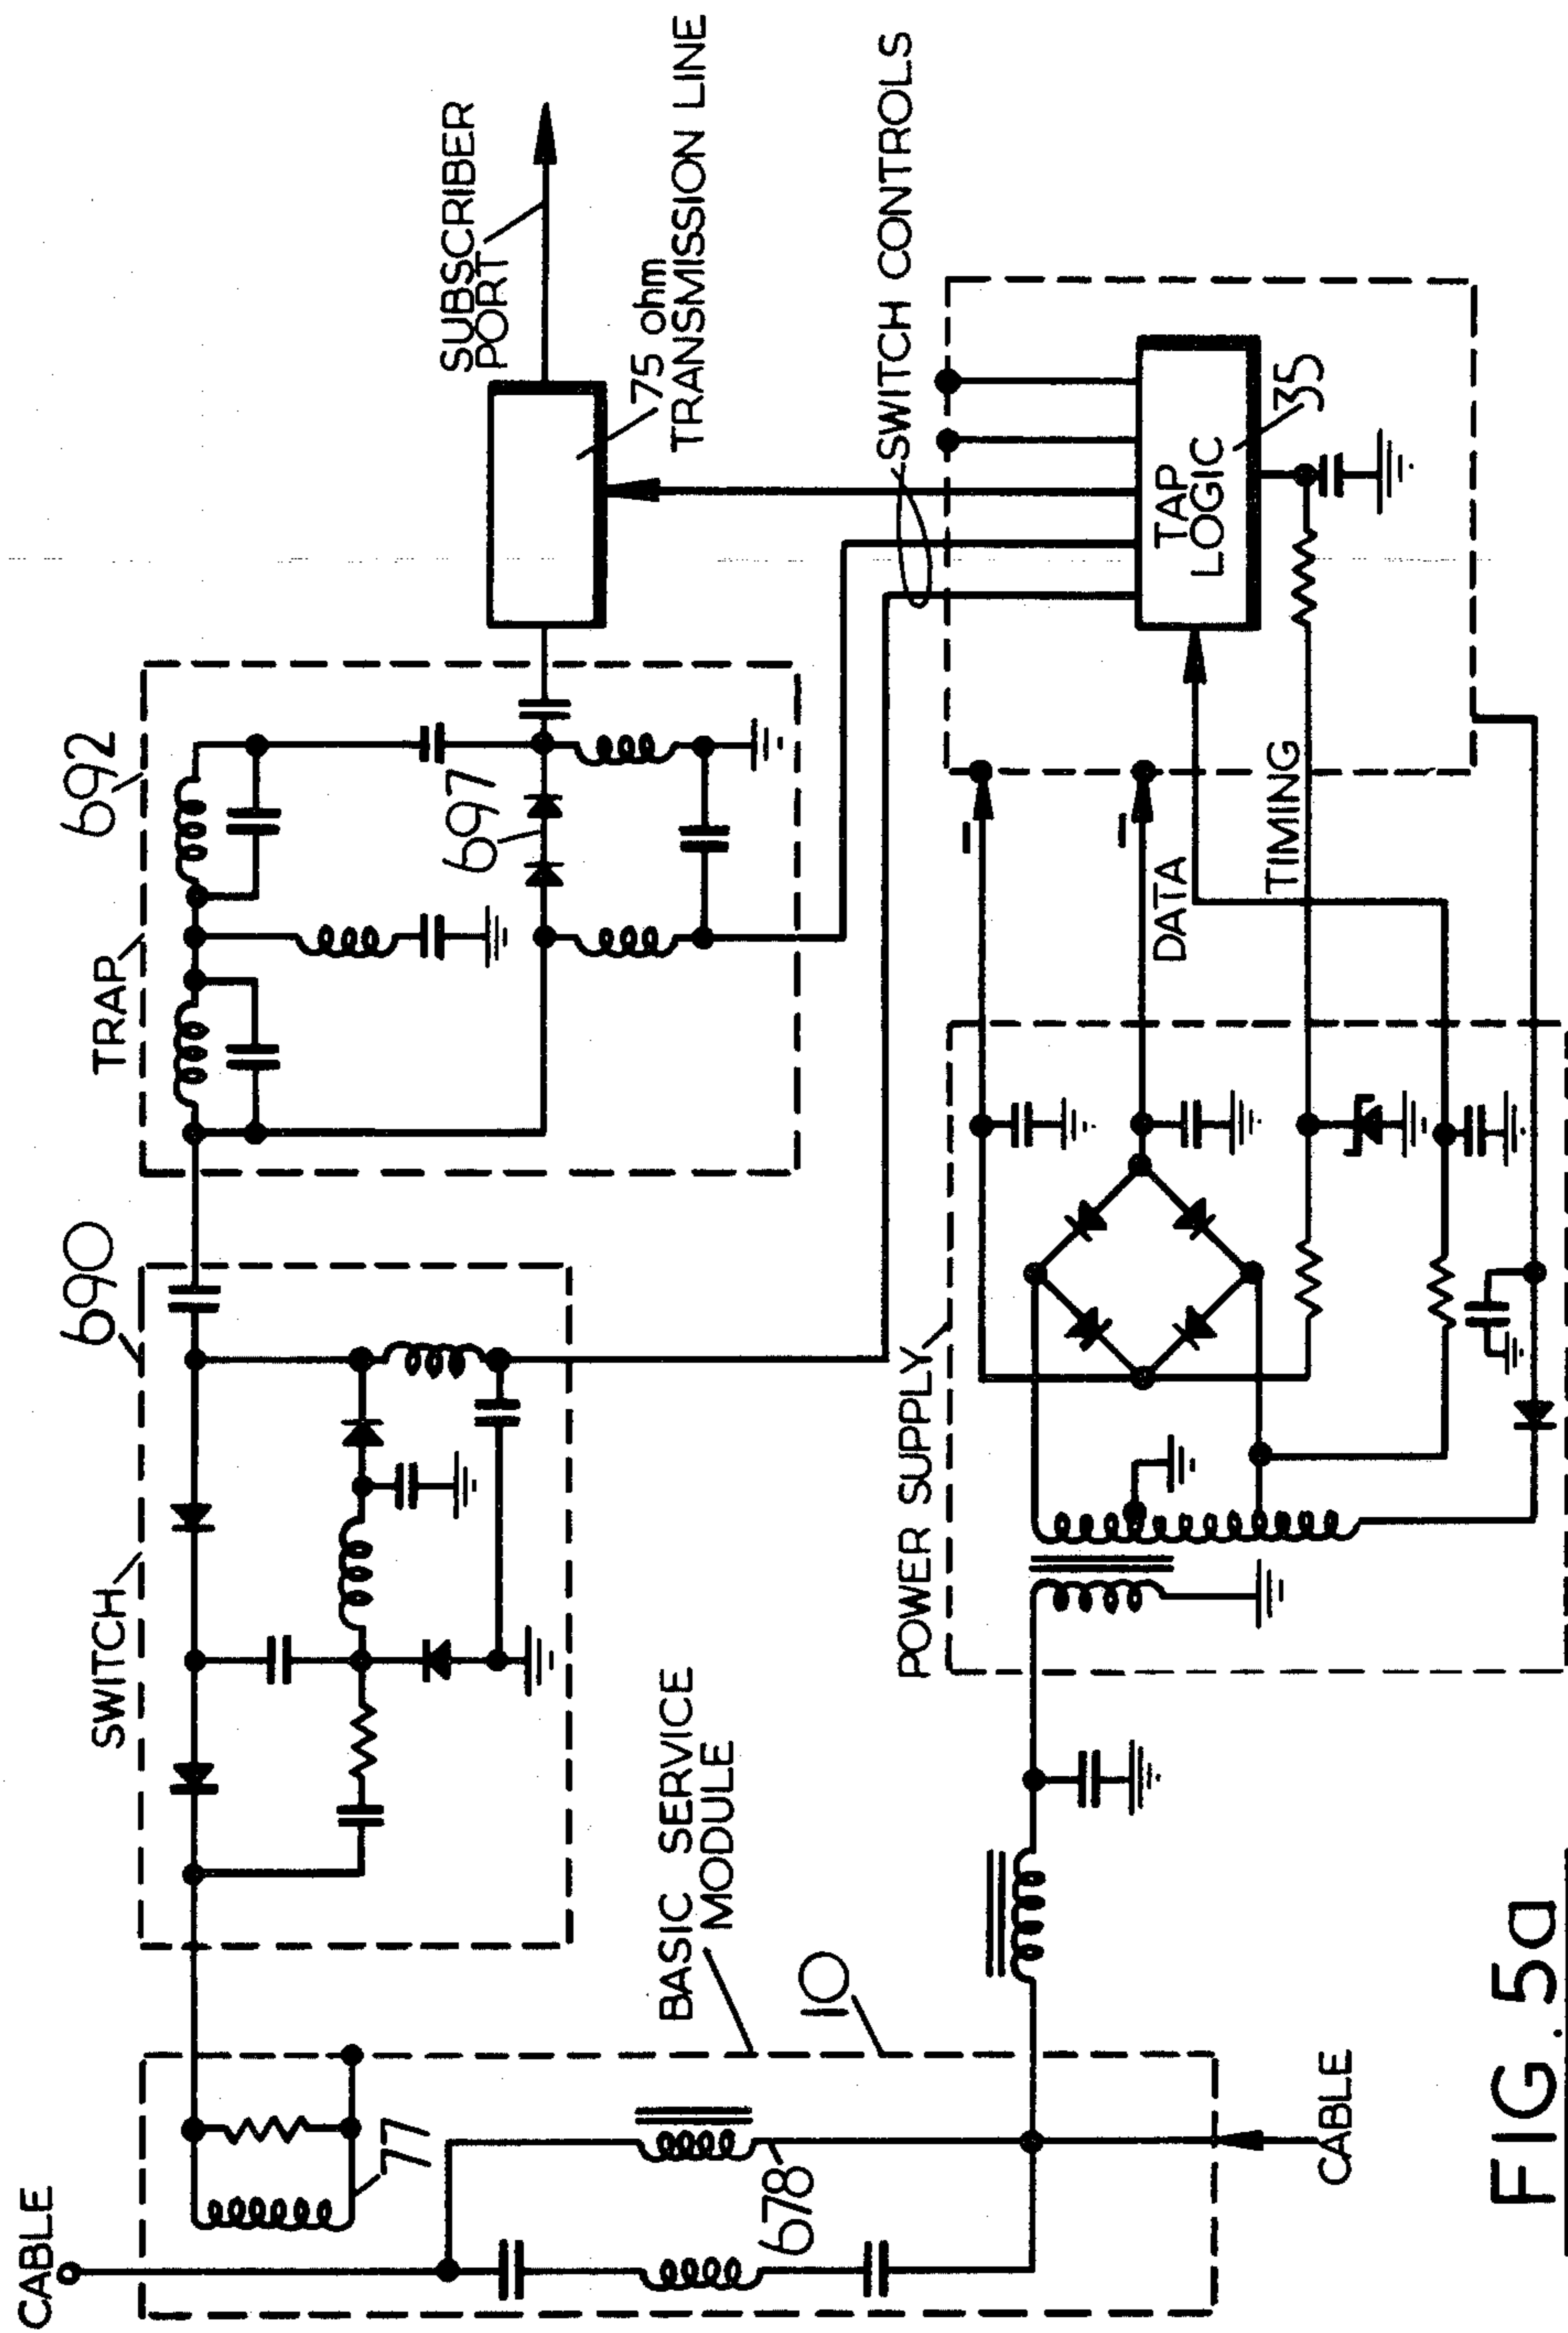 CABLE
77
678
10
BASIC SERVICE
MODULE
CABLE
SWITCH
690
TRAP
692
697
SUBSCRIBER
PORT
75 ohm
TRANSMISSION LINE
SWITCH CONTROLS
POWER SUPPLY
DATA
TIMING
TAP
LOGIC
35
FIG. 5a